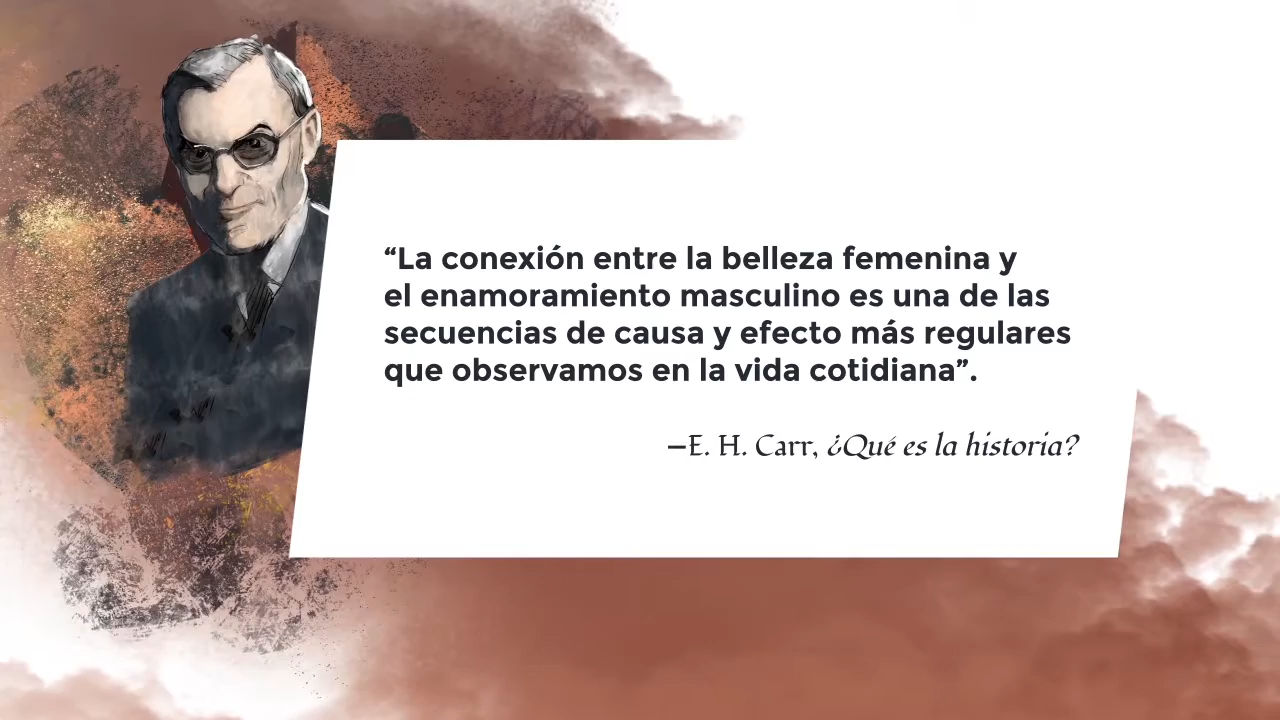 “La conexión entre la belleza femenina y
el enamoramiento masculino es una de las
secuencias de causa y efecto más regulares
que observamos en la vida cotidiana”.
—E. H. Carr, ¿Qué es la historia?